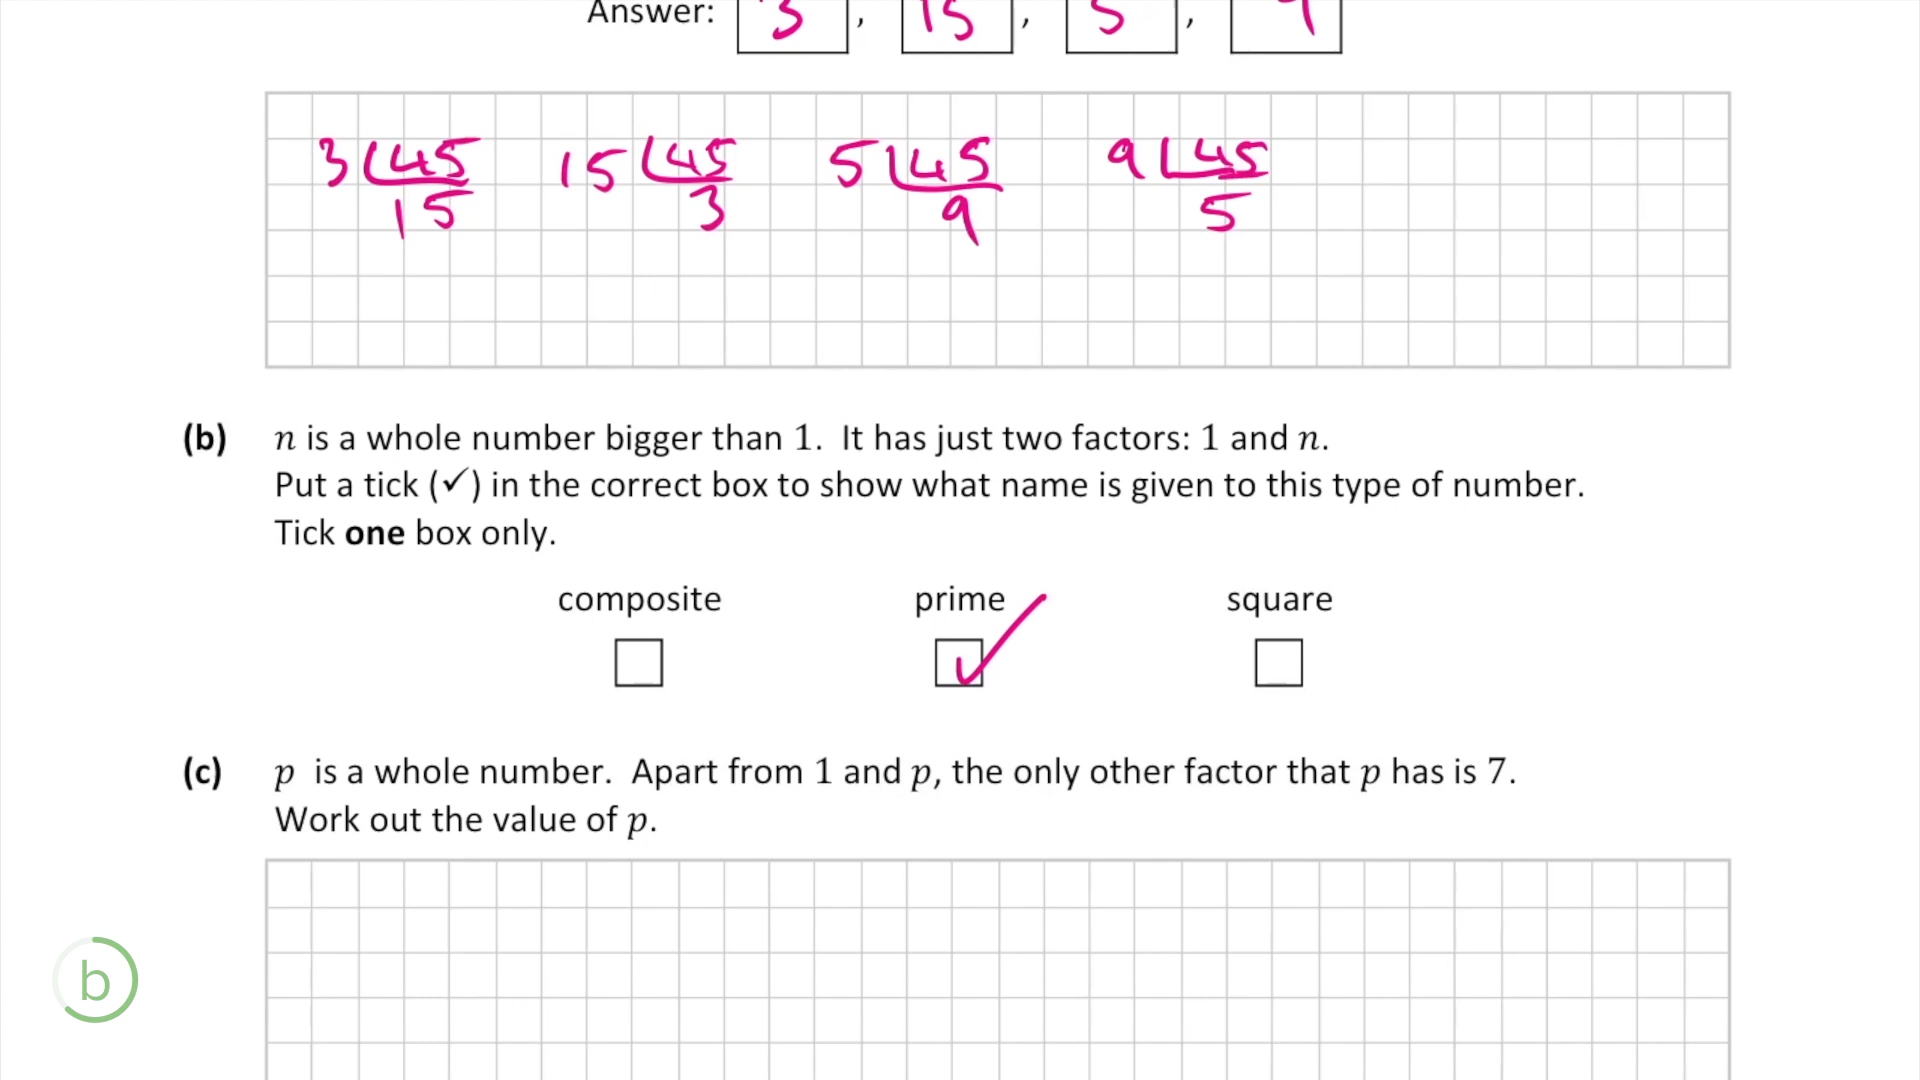 Answer: 3 , 15 , 5 , 9
3 45 15 45 5 45 9 45
15 3 9 5
(b) n is a whole number bigger than 1. It has just two factors: 1 and n.
Put a tick (✓) in the correct box to show what name is given to this type of number.
Tick one box only.
composite prime square
✓
(c) p is a whole number. Apart from 1 and p, the only other factor that p has is 7.
Work out the value of p.
b